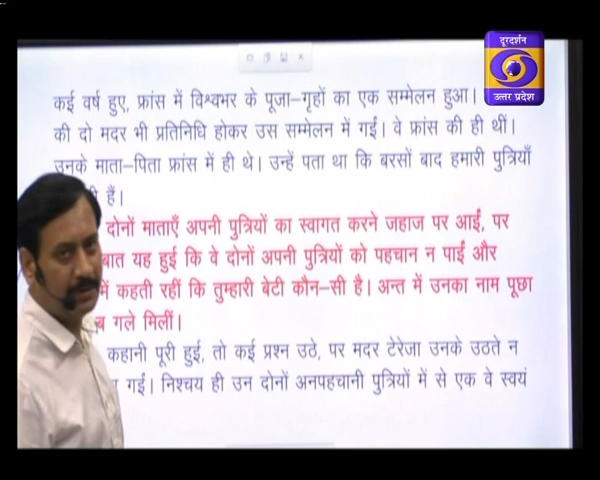 दूरदर्शन
उत्तर प्रदेश
कई वर्ष हुए, फ्रांस में विश्वभर के पूजा–गृहों का एक सम्मेलन हुआ।
की दो मदर भी प्रतिनिधि होकर उस सम्मेलन में गईं। वे फ्रांस की ही थीं।
उनके माता–पिता फ्रांस में ही थे। उन्हें पता था कि बरसों बाद हमारी पुत्रियाँ
हैं।
दोनों माताएँ अपनी पुत्रियों का स्वागत करने जहाज पर आईं, पर
बात यह हुई कि वे दोनों अपनी पुत्रियों को पहचान न पाईं और
में कहती रहीं कि तुम्हारी बेटी कौन–सी है। अन्त में उनका नाम पूछा
गले मिलीं।
कहानी पूरी हुई, तो कई प्रश्न उठे, पर मदर टेरेजा उनके उठते न
गईं। निश्चय ही उन दोनों अनपहचानी पुत्रियों में से एक वे स्वयं